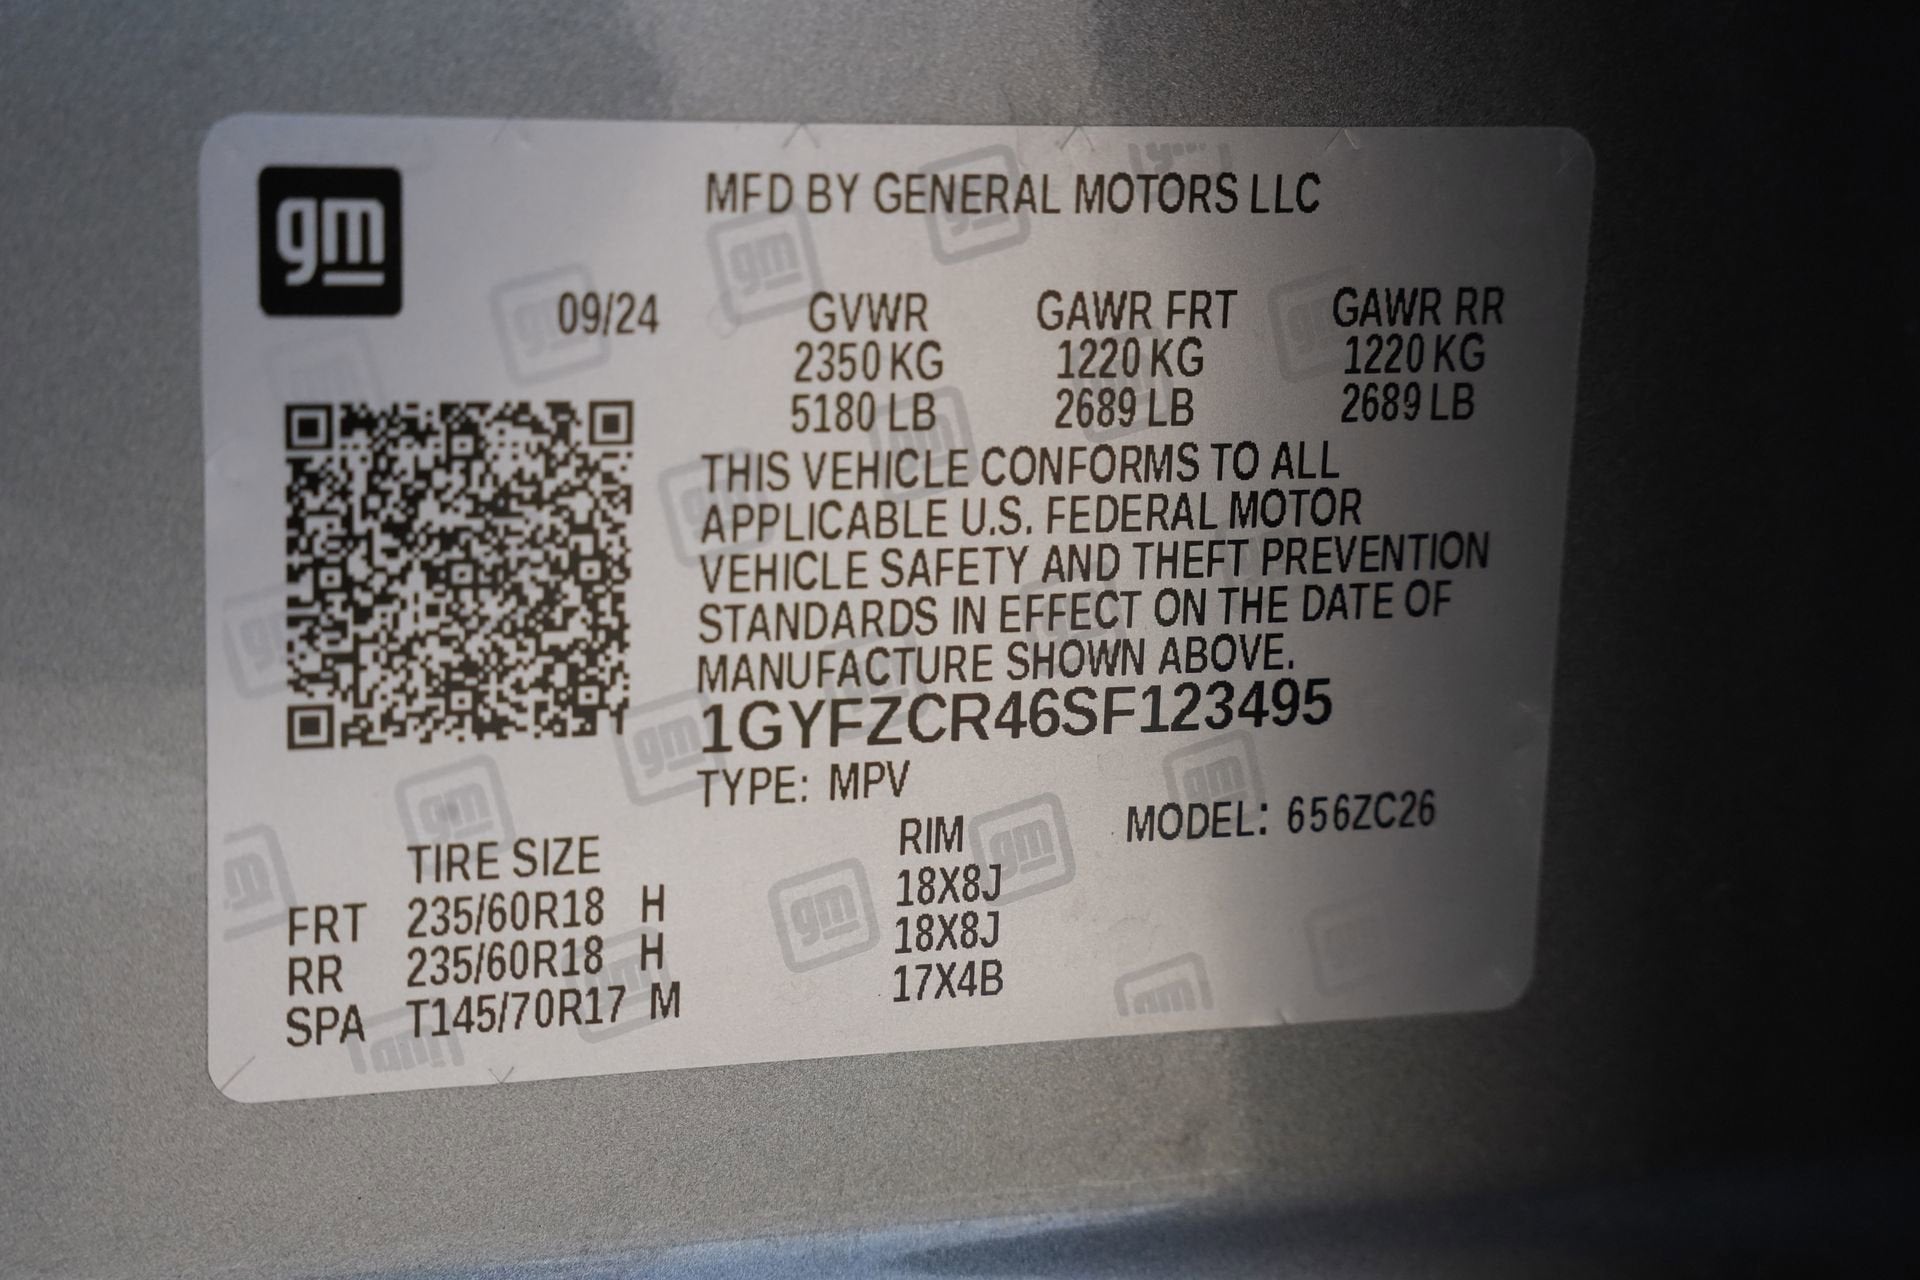 gm
MFD BY GENERAL MOTORS LLC
09/24 GVWR GAWR FRT GAWR RR
2350 KG 1220 KG 1220 KG
5180 LB 2689 LB 2689 LB
THIS VEHICLE CONFORMS TO ALL
APPLICABLE U.S. FEDERAL MOTOR
VEHICLE SAFETY AND THEFT PREVENTION
STANDARDS IN EFFECT ON THE DATE OF
MANUFACTURE SHOWN ABOVE.
1GYFZCR46SF123495
TYPE: MPV
MODEL: 656ZC26
TIRE SIZE RIM
FRT 235/60R18 H 18X8J
RR 235/60R18 H 18X8J
SPA T145/70R17 M 17X4B